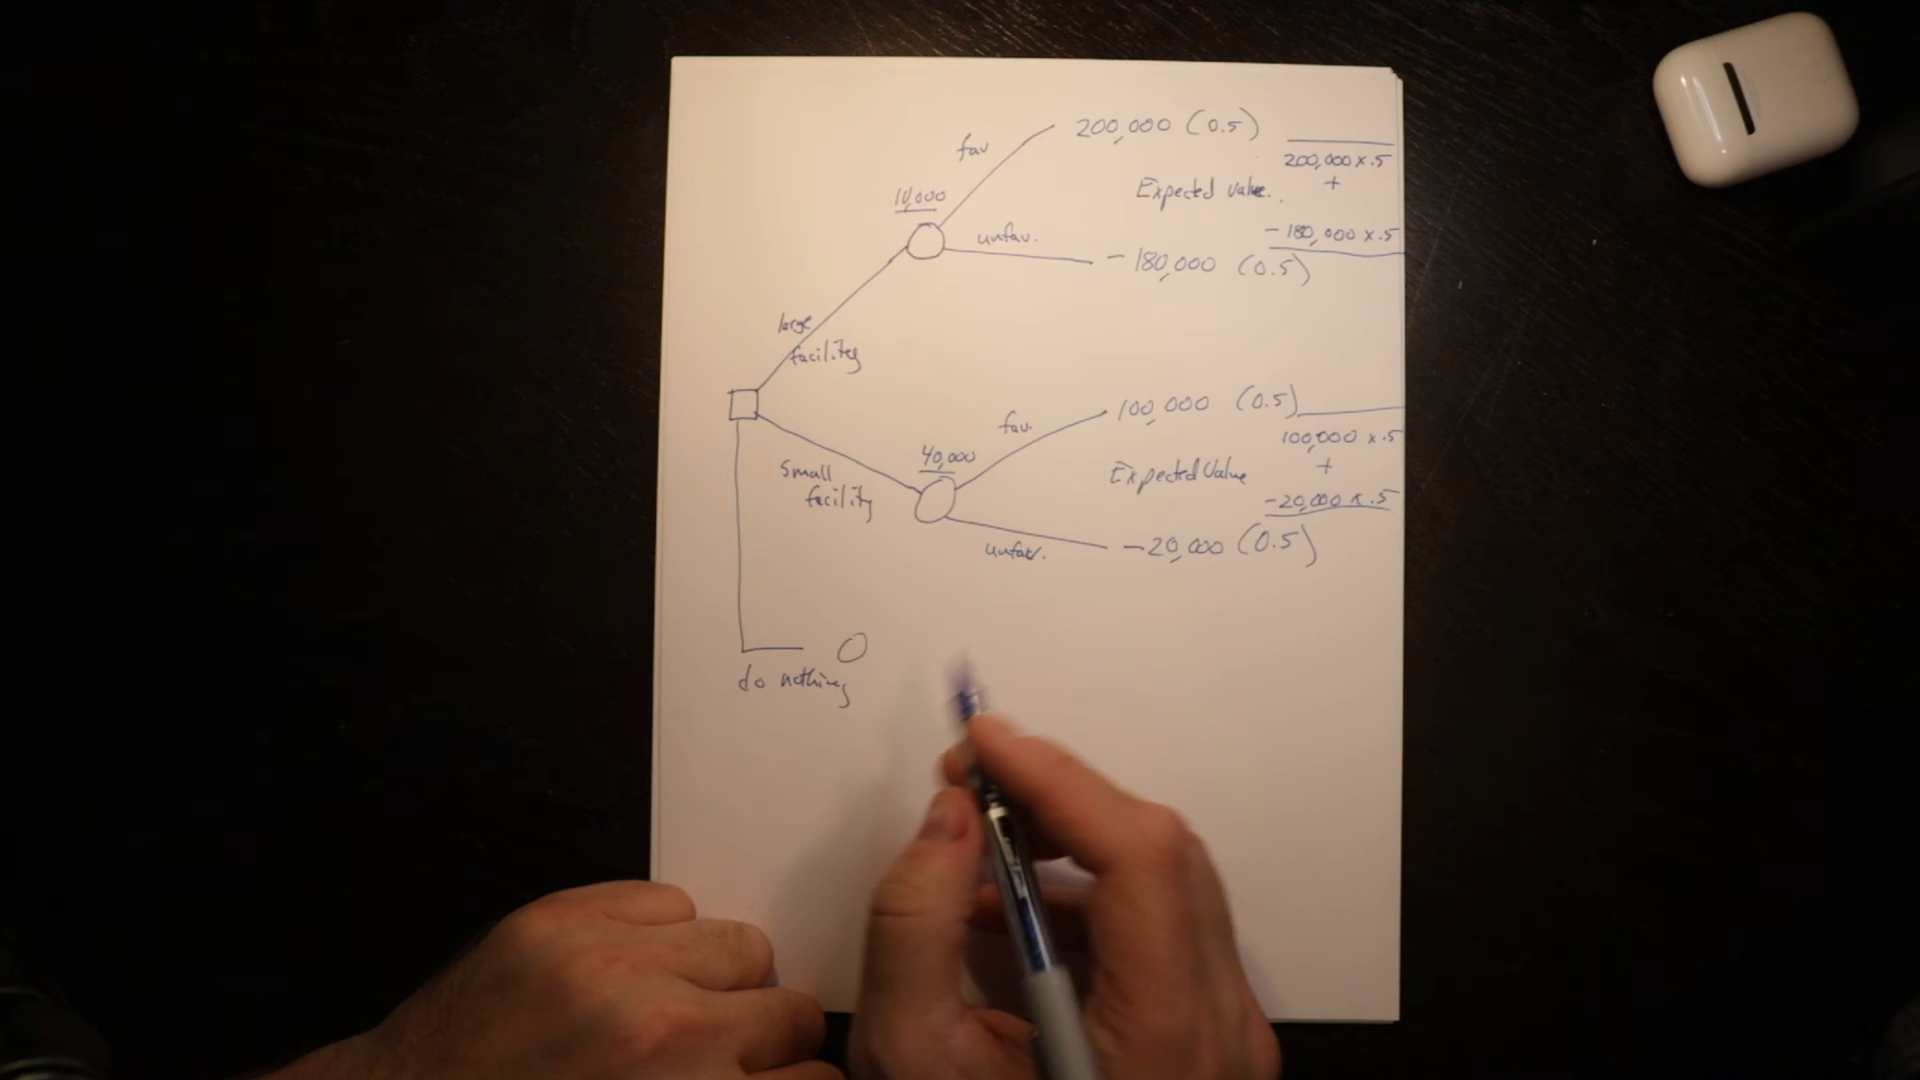 200,000 (0.5)
fav
200,000 x .5
+
Expected value.
10,000
- 180,000 x .5
unfav.
- 180,000 (0.5)
large
facility
100,000 (0.5)
fav.
100,000 x .5
40,000
+
small
Expected Value
facility
-20,000 x .5
unfav.
-20,000 (0.5)
0
do nothing